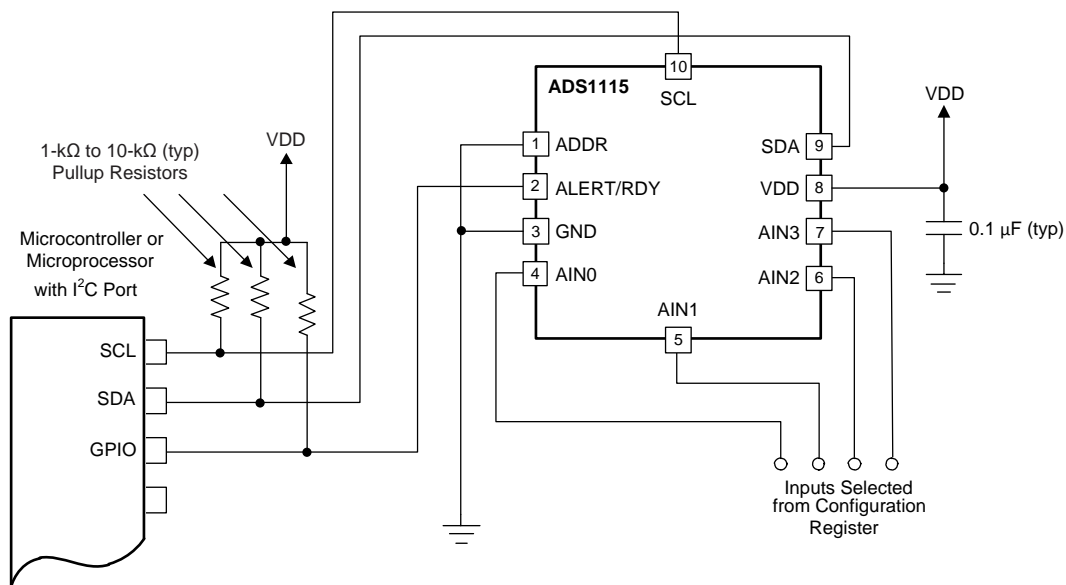 10
ADS1115
SCL
VDD
VDD
1-kΩ to 10-kΩ (typ)
Pullup Resistors
1
ADDR
SDA
9
2
ALERT/RDY
VDD
8
Microcontroller or
Microprocessor
with I²C Port
3
GND
AIN3
7
0.1 µF (typ)
4
AIN0
AIN2
6
AIN1
5
SCL
SDA
GPIO
Inputs Selected
from Configuration
Register